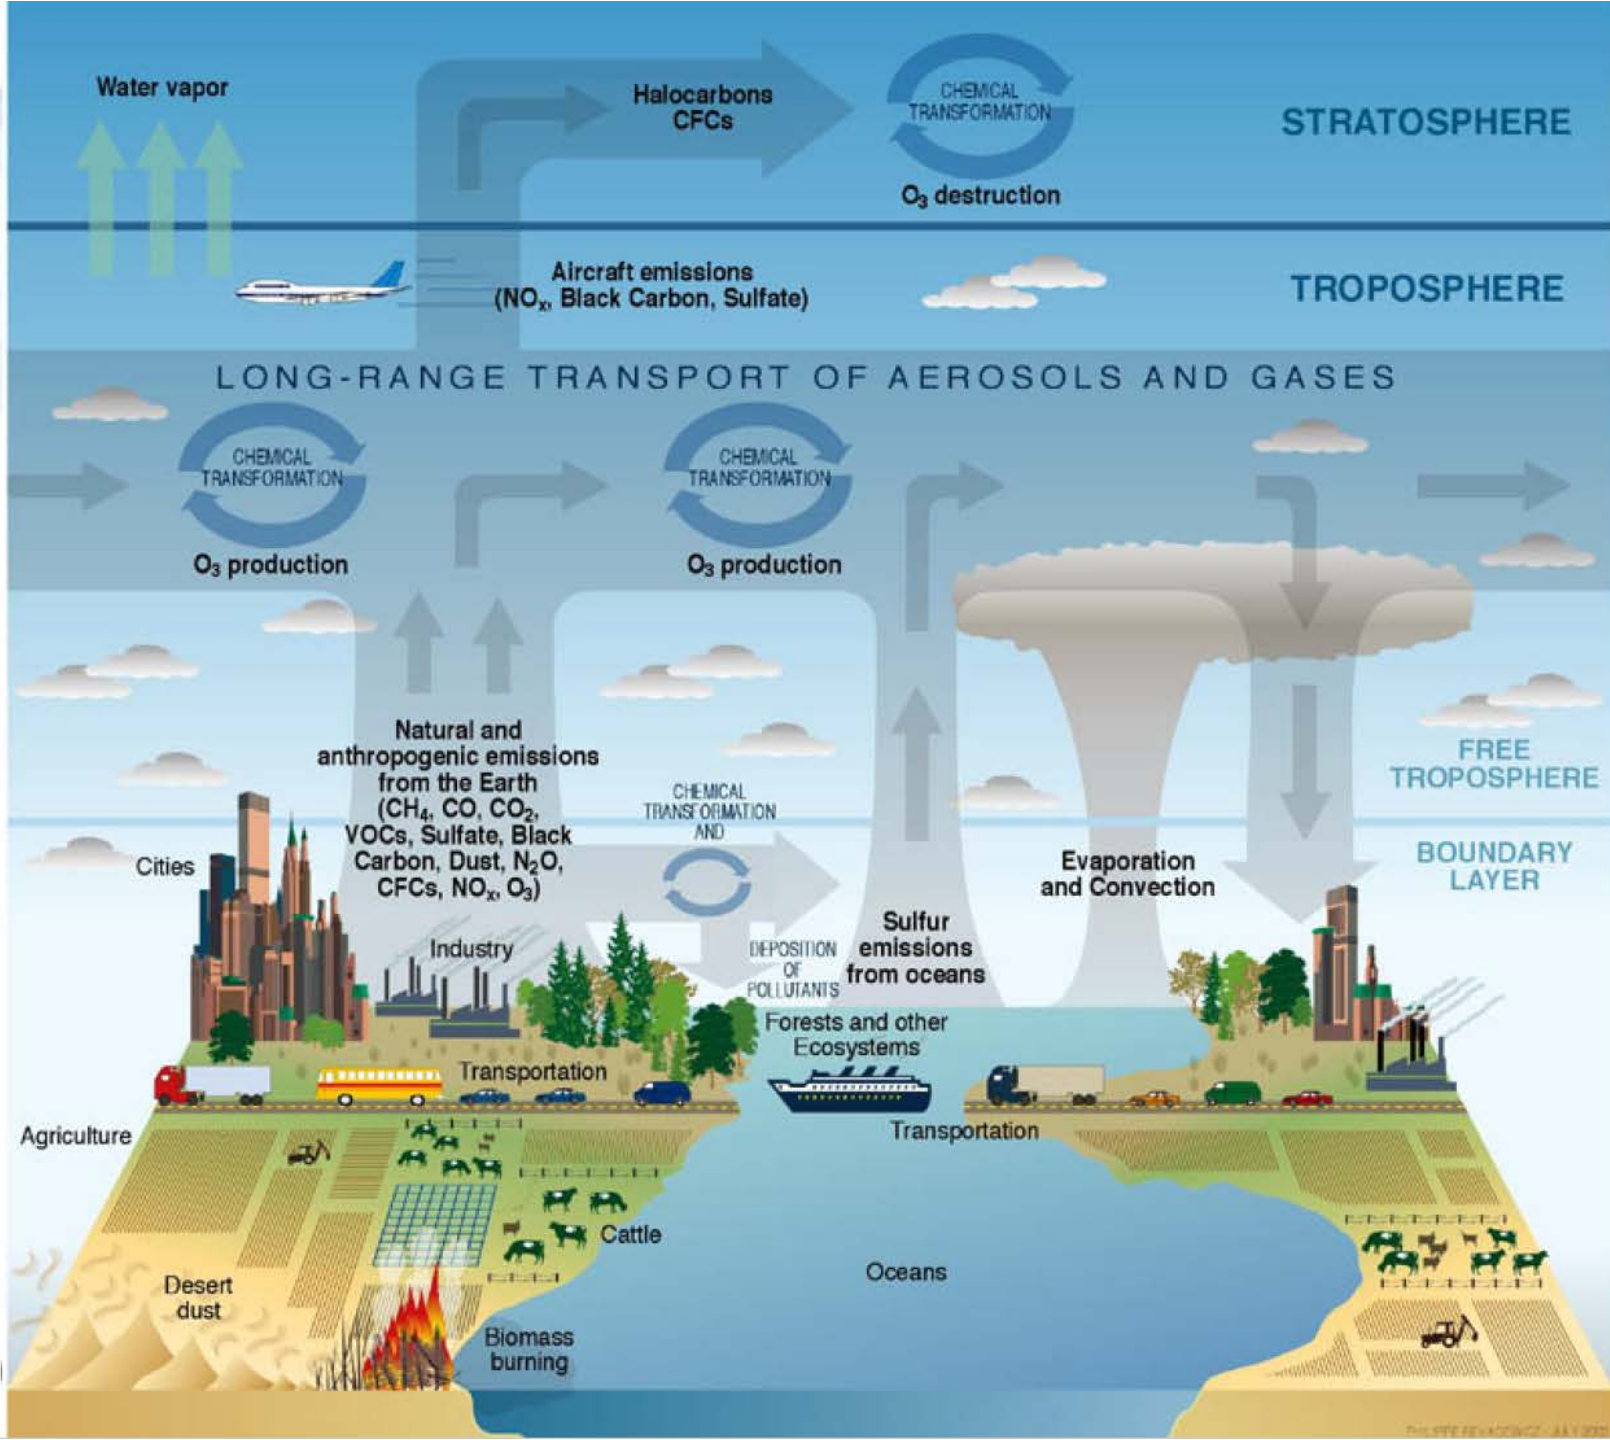 Water vapor
Halocarbons
CFCs
CHEMICAL
TRANSFORMATION
O₃ destruction
STRATOSPHERE
Aircraft emissions
(NOₓ, Black Carbon, Sulfate)
TROPOSPHERE
LONG-RANGE TRANSPORT OF AEROSOLS AND GASES
CHEMICAL
TRANSFORMATION
O₃ production
CHEMICAL
TRANSFORMATION
O₃ production
Natural and
anthropogenic emissions
from the Earth
(CH₄, CO, CO₂,
VOCs, Sulfate, Black
Carbon, Dust, N₂O,
CFCs, NOₓ, O₃)
CHEMICAL
TRANSFORMATION
AND
DEPOSITION
OF
POLLUTANTS
FREE
TROPOSPHERE
BOUNDARY
LAYER
Evaporation
and Convection
Sulfur
emissions
from oceans
Cities
Industry
Forests and other
Ecosystems
Transportation
Transportation
Agriculture
Cattle
Oceans
Desert
dust
Biomass
burning